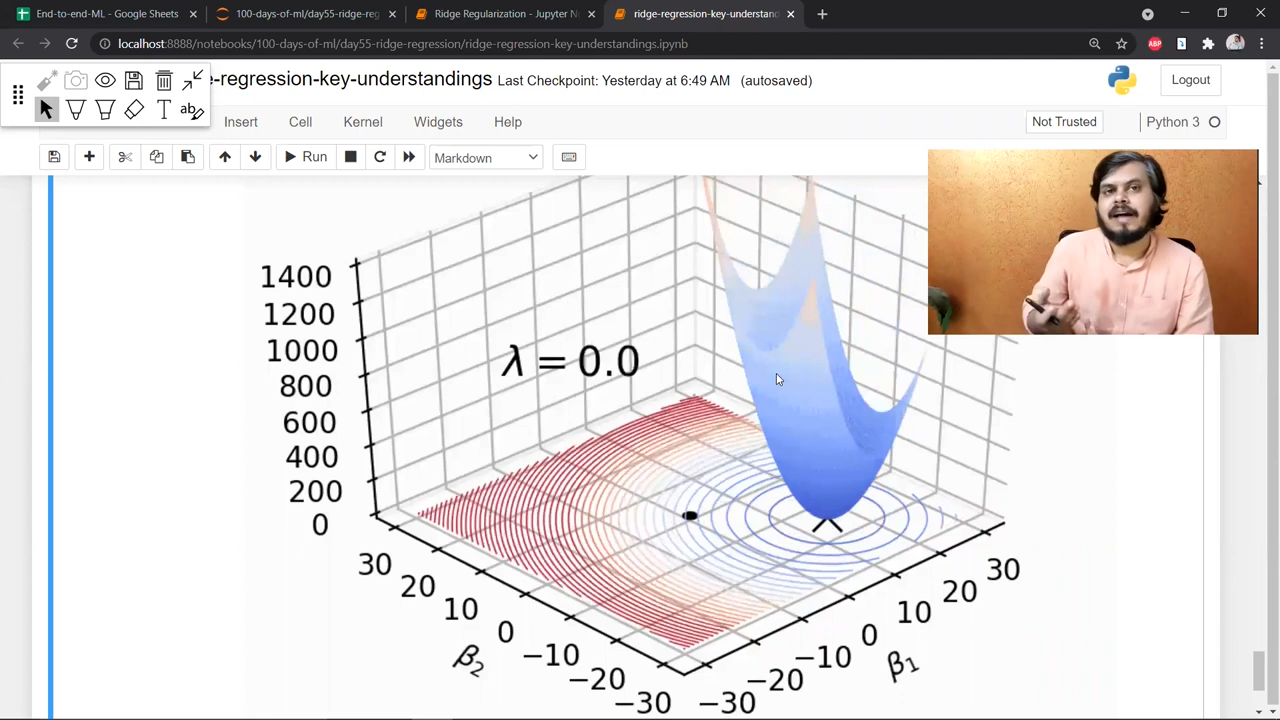 End-to-end-ML - Google Sheets
100-days-of-ml/day55-ridge-reg
Ridge Regularization - Jupyter N
ridge-regression-key-understand
localhost:8888/notebooks/100-days-of-ml/day55-ridge-regression/ridge-regression-key-understandings.ipynb
ABP
e-regression-key-understandings Last Checkpoint: Yesterday at 6:49 AM (autosaved)
Logout
T ab
Insert Cell Kernel Widgets Help
Not Trusted
Python 3
Run
Markdown
1400
1200
1000
800
600
400
200
0
λ = 0.0
30
20
10
0
−10
−20
−30
β2
−30
−20
−10
0
10
20
30
β1